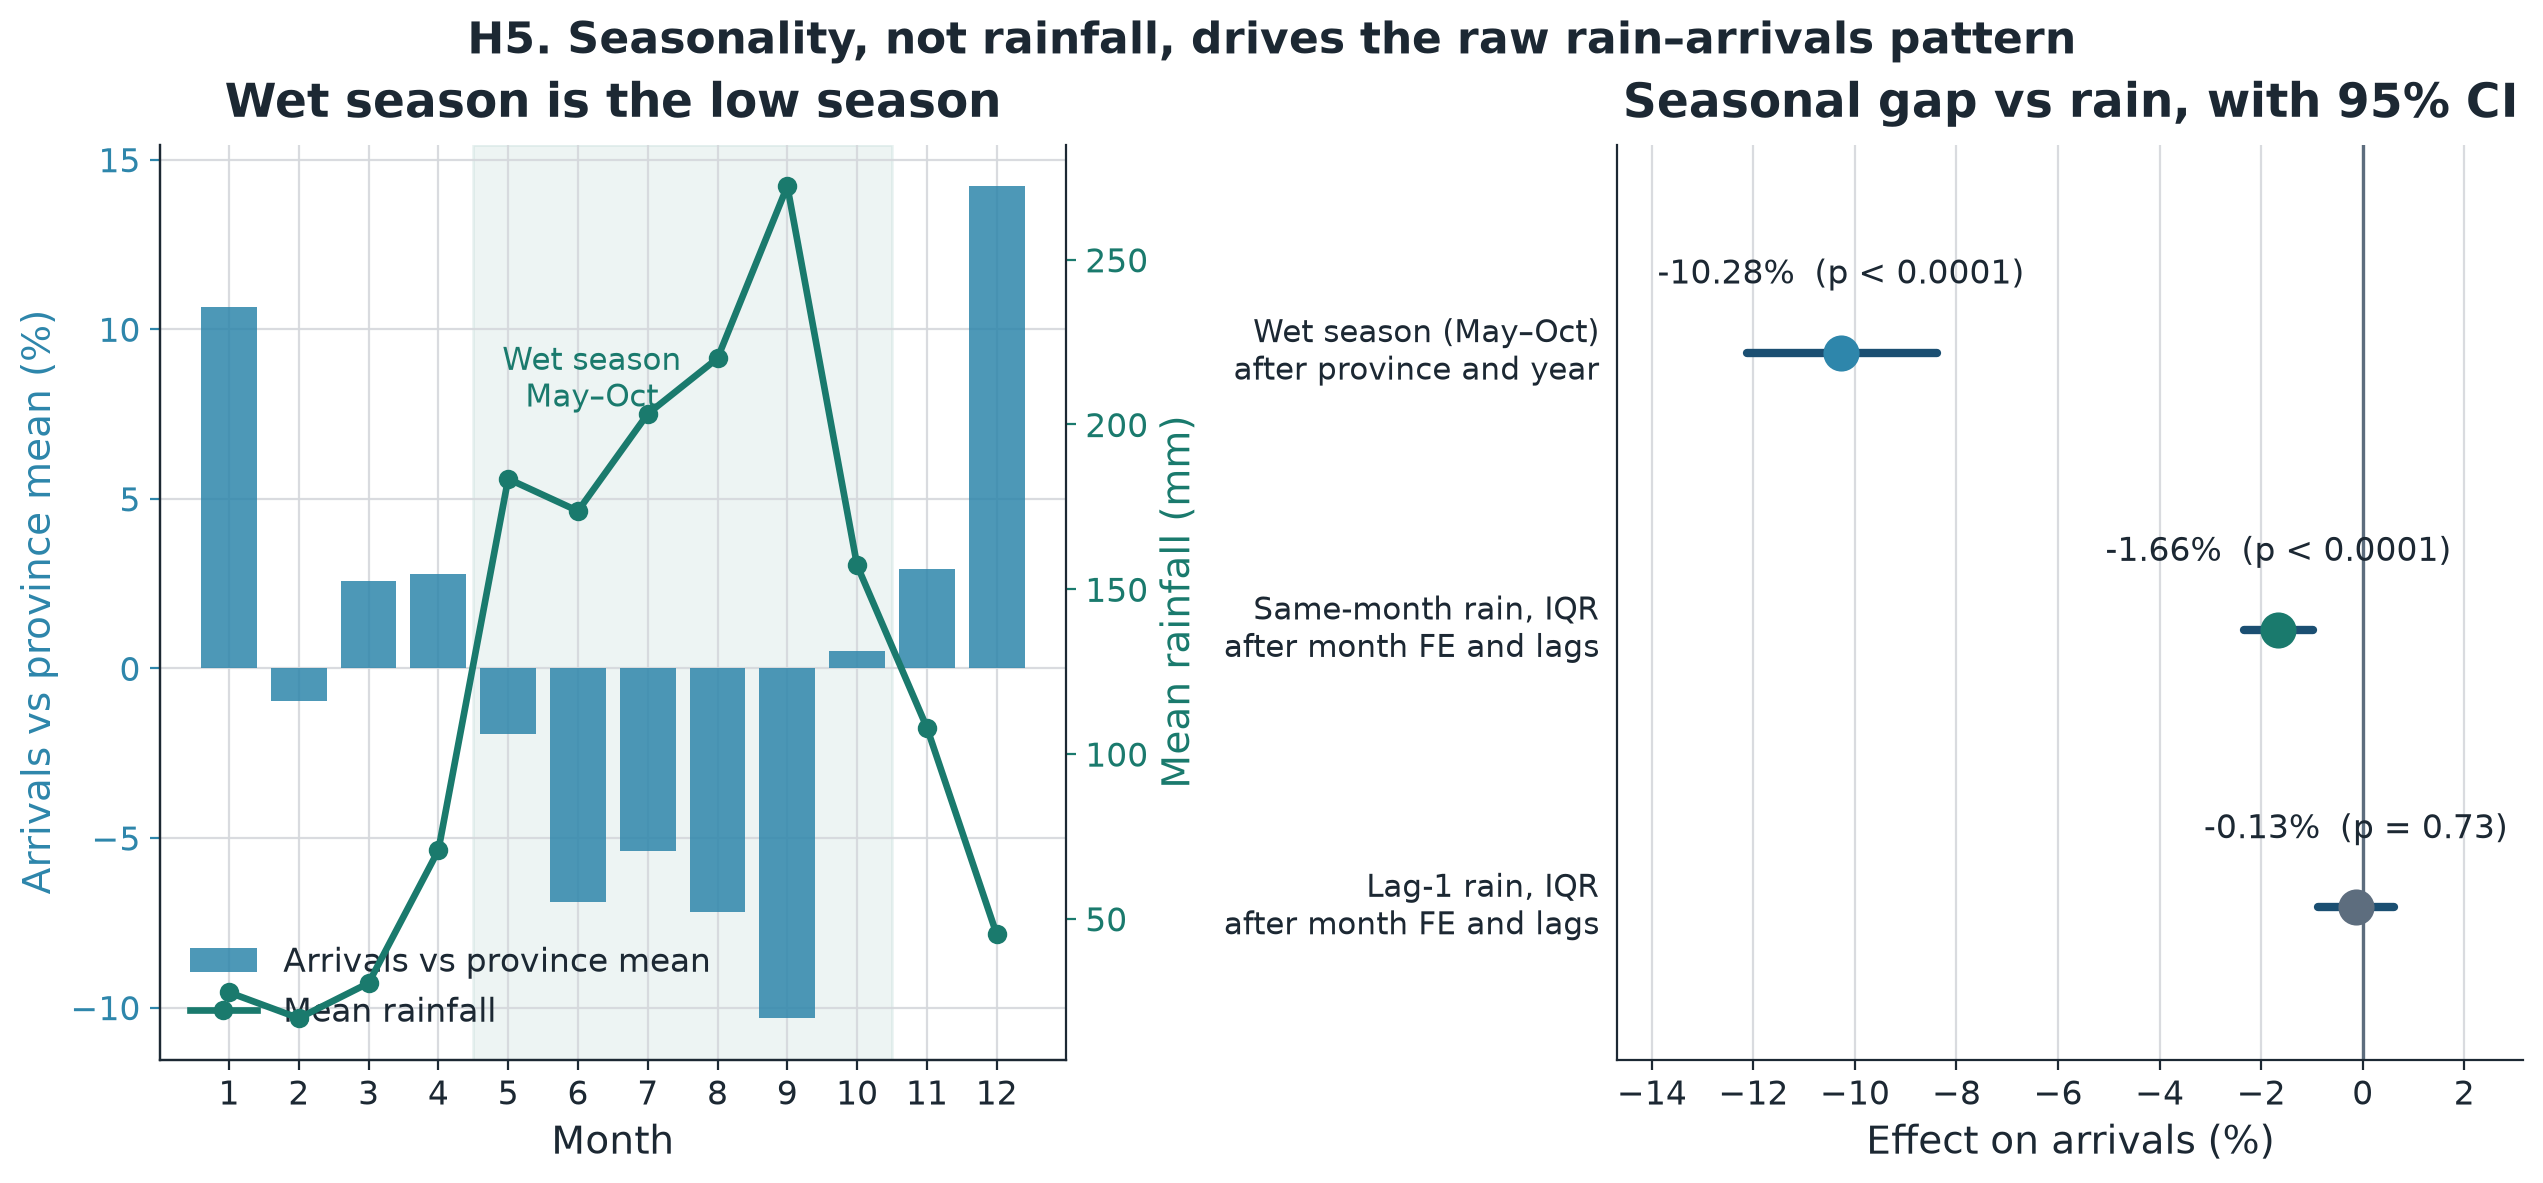 H5. Seasonality, not rainfall, drives the raw rain–arrivals pattern
Wet season is the low season
Arrivals vs province mean (%)
15
10
5
0
−5
−10
Wet season
May–Oct
Arrivals vs province mean
Mean rainfall
1 2 3 4 5 6 7 8 9 10 11 12
Month
250
200
150
100
50
Mean rainfall (mm)
Seasonal gap vs rain, with 95% CI
-10.28% (p < 0.0001)
Wet season (May–Oct)
after province and year
-1.66% (p < 0.0001)
Same-month rain, IQR
after month FE and lags
-0.13% (p = 0.73)
Lag-1 rain, IQR
after month FE and lags
−14 −12 −10 −8 −6 −4 −2 0 2
Effect on arrivals (%)